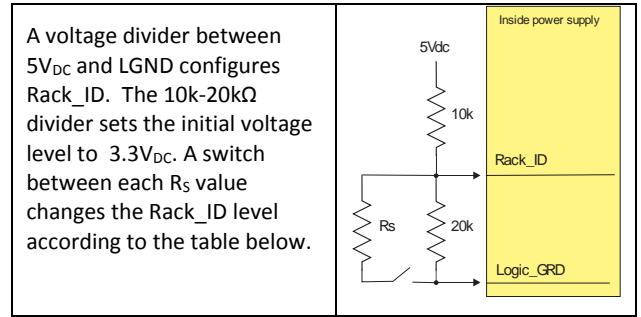 A voltage divider between
5VDC and LGND configures
Rack_ID.  The 10k-20kΩ
divider sets the initial voltage
level to  3.3VDC. A switch
between each RS value
changes the Rack_ID level
according to the table below.
Inside power supply
5Vdc
10k
Rack_ID
Rs
20k
Logic_GRD